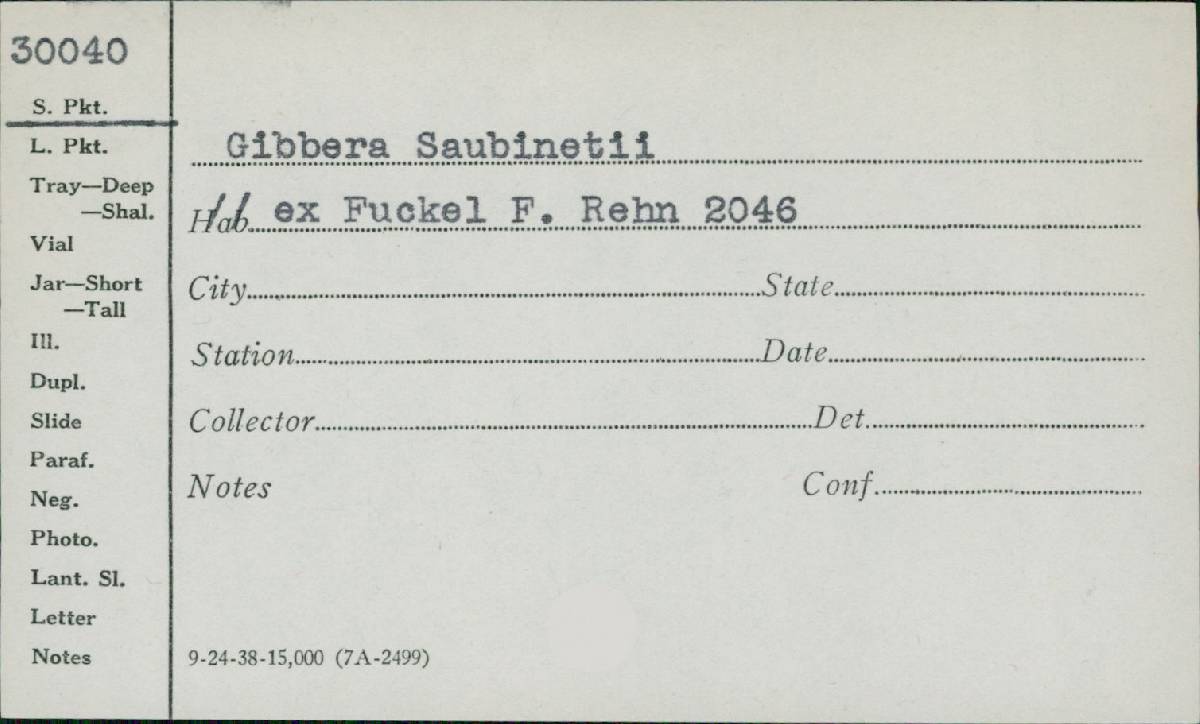 30040
S. Pkt.
L. Pkt.
Tray—Deep
—Shal.
Vial
Jar—Short
—Tall
Ill.
Dupl.
Slide
Paraf.
Neg.
Photo.
Lant. Sl.
Letter
Notes
Gibbera Saubinetii
Hab. ex Fuckel F. Rehn 2046
City State
Station Date
Collector Det.
Notes Conf.
9-24-38-15,000 (7A-2499)